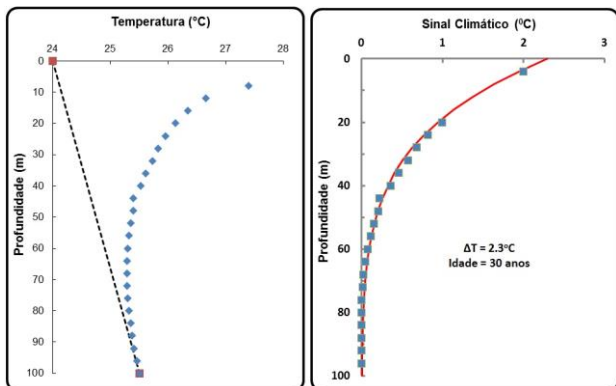 Temperatura (°C)
24 25 26 27 28
0
10
20
30
40
50
60
70
80
90
100
Profundidade (m)
Sinal Climático (⁰C)
0 1 2 3
0
20
40
60
80
100
Profundidade (m)
ΔT = 2.3°C
Idade = 30 anos